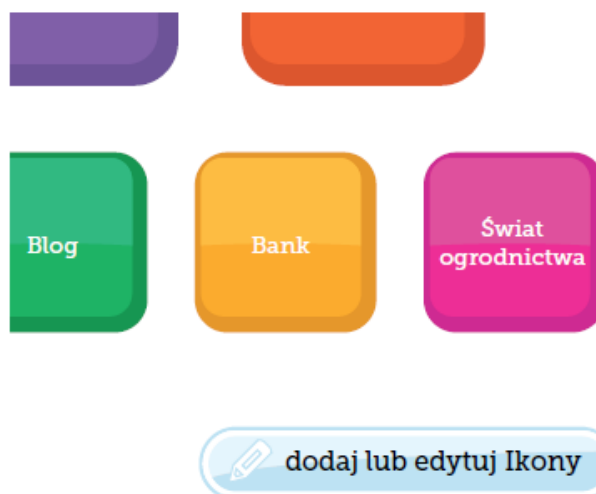 Blog
Bank
Świat
ogrodnictwa
dodaj lub edytuj Ikony